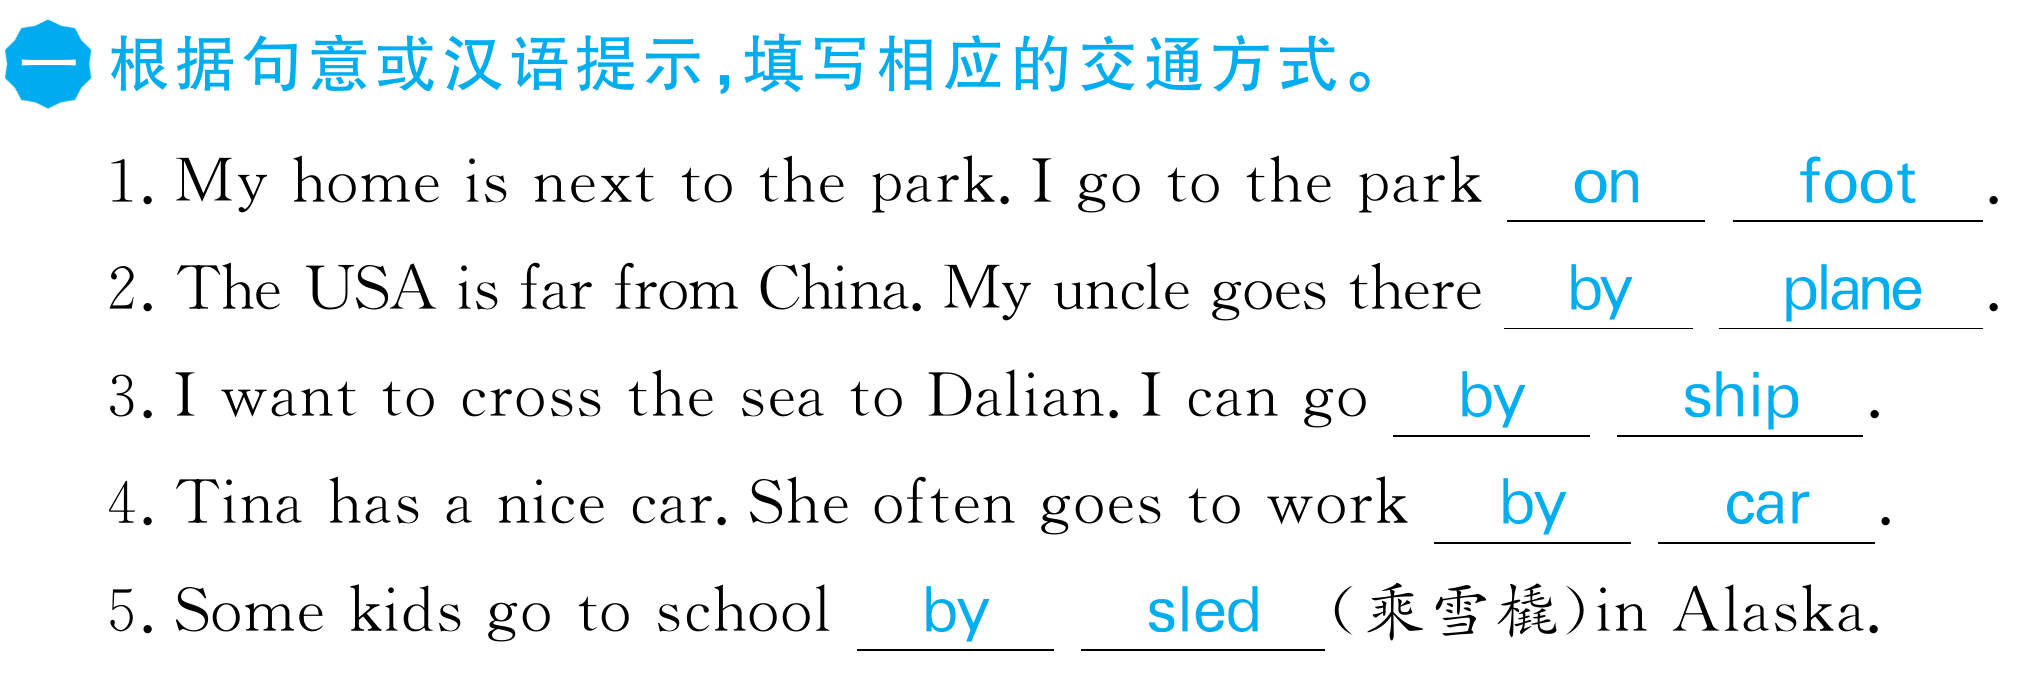 一 根据句意或汉语提示,填写相应的交通方式。
1. My home is next to the park. I go to the park on foot.
2. The USA is far from China. My uncle goes there by plane.
3. I want to cross the sea to Dalian. I can go by ship.
4. Tina has a nice car. She often goes to work by car.
5. Some kids go to school by sled (乘雪橇)in Alaska.